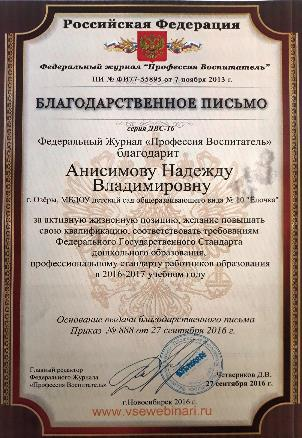 Российская Федерация
Федеральный журнал "Профессия Воспитатель"
ПИ № ФИ77-55895 от 7 ноября 2013 г.
БЛАГОДАРСТВЕННОЕ ПИСЬМО
серия ДВС-16
Федеральный Журнал «Профессия Воспитатель»
благодарит
Анисимову Надежду
Владимировну
г. Озёры, МБДОУ детский сад общеразвивающего вида № 10 "Ёлочка"
за активную жизненную позицию, желание повышать
свою квалификацию, соответствовать требованиям
Федерального Государственного Стандарта
дошкольного образования,
профессиональному стандарту работников образования
в 2016-2017 учебном году
Основание выдачи благодарственного письма
Приказ № 888 от 27 сентября 2016 г.
Главный редактор
Федерального Журнала
«Профессия Воспитатель»
Четвериков Д.В.
27 сентября 2016 г.
г.Новосибирск 2016 г.
www.vsewebinari.ru